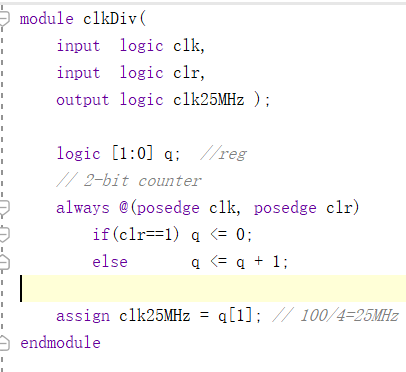 module clkDiv(
input logic clk,
input logic clr,
output logic clk25MHz );
logic [1:0] q; //reg
// 2-bit counter
always @(posedge clk, posedge clr)
if(clr==1) q <= 0;
else q <= q + 1;
assign clk25MHz = q[1]; // 100/4=25MHz
endmodule